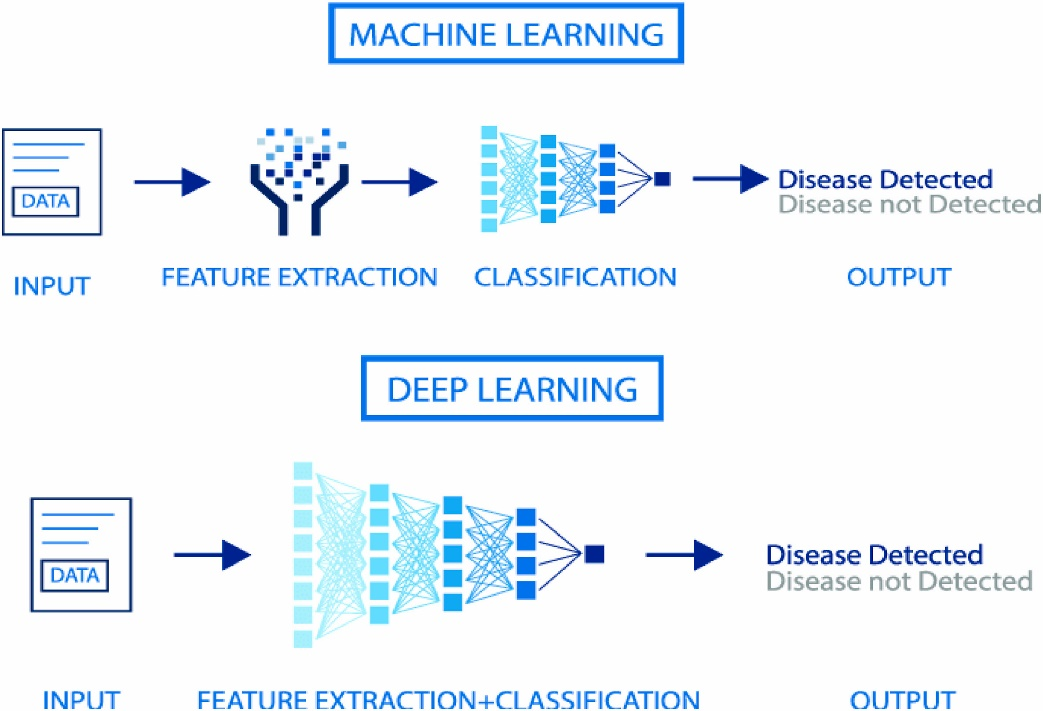 MACHINE LEARNING
DATA
Disease Detected
Disease not Detected
INPUT
FEATURE EXTRACTION
CLASSIFICATION
OUTPUT
DEEP LEARNING
DATA
Disease Detected
Disease not Detected
INPUT
FEATURE EXTRACTION+CLASSIFICATION
OUTPUT